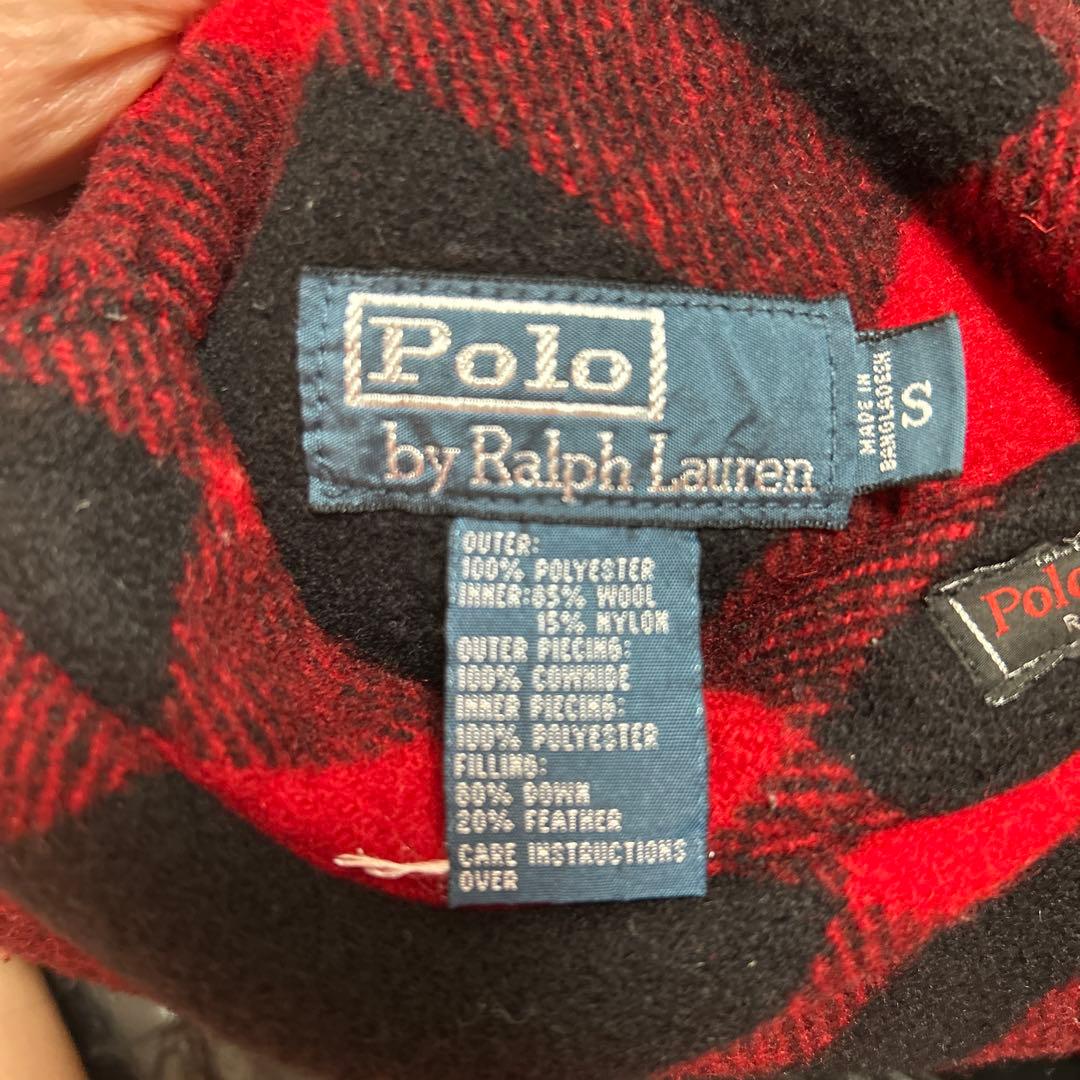 Polo
by Ralph Lauren
MADE IN
BANGLADESH
S
OUTER:
100% POLYESTER
INNER:85% WOOL
15% NYLON
OUTER PIECING:
100% COWHIDE
INNER PIECING:
100% POLYESTER
FILLING:
80% DOWN
20% FEATHER
CARE INSTRUCTIONS
OVER
Polo